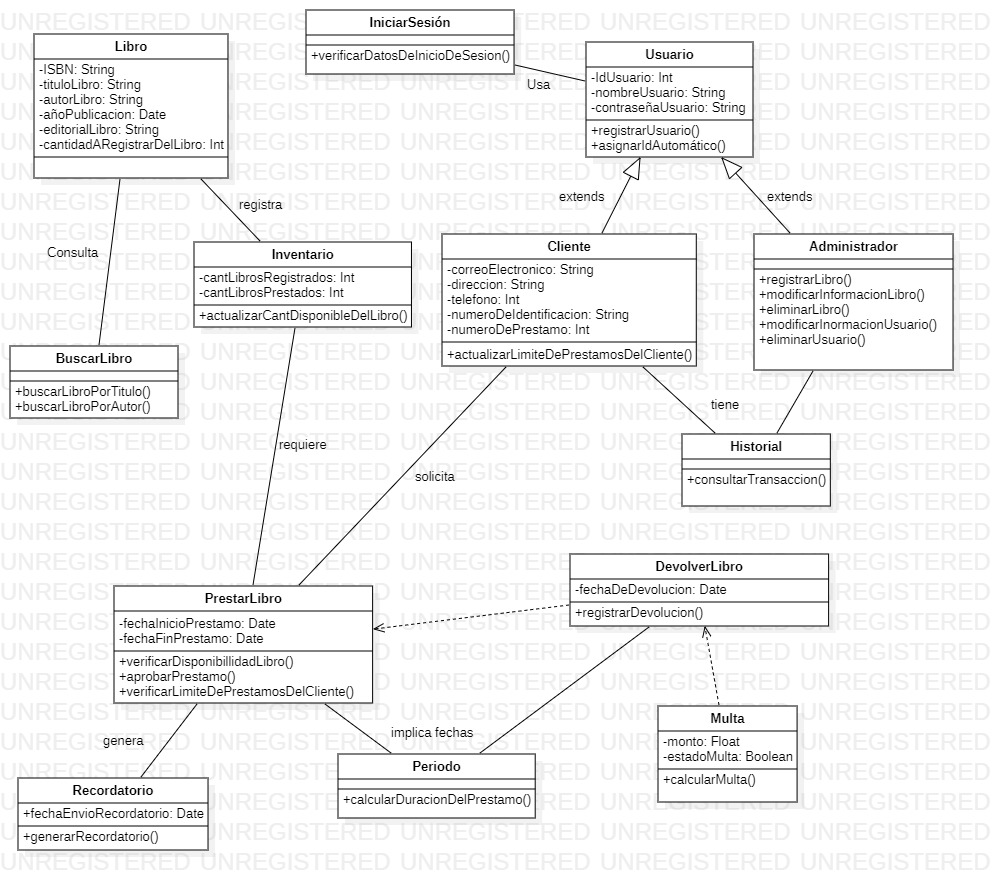 IniciarSesión
+verificarDatosDeInicioDeSesion()
Libro
-ISBN: String
-tituloLibro: String
-autorLibro: String
-añoPublicacion: Date
-editorialLibro: String
-cantidadARegistrarDelLibro: Int
Usuario
-IdUsuario: Int
-nombreUsuario: String
-contraseñaUsuario: String
+registrarUsuario()
+asignarIdAutomático()
Usa
extends
extends
registra
Consulta
Inventario
-cantLibrosRegistrados: Int
-cantLibrosPrestados: Int
+actualizarCantDisponibleDelLibro()
Cliente
-correoElectronico: String
-direccion: String
-telefono: Int
-numeroDeIdentificacion: String
-numeroDePrestamo: Int
+actualizarLimiteDePrestamosDelCliente()
Administrador
+registrarLibro()
+modificarInformacionLibro()
+eliminarLibro()
+modificarInormacionUsuario()
+eliminarUsuario()
BuscarLibro
+buscarLibroPorTitulo()
+buscarLibroPorAutor()
tiene
requiere
solicita
Historial
+consultarTransaccion()
DevolverLibro
-fechaDeDevolucion: Date
+registrarDevolucion()
PrestarLibro
-fechaInicioPrestamo: Date
-fechaFinPrestamo: Date
+verificarDisponibillidadLibro()
+aprobarPrestamo()
+verificarLimiteDePrestamosDelCliente()
genera
implica fechas
Multa
-monto: Float
-estadoMulta: Boolean
+calcularMulta()
Periodo
+calcularDuracionDelPrestamo()
Recordatorio
+fechaEnvioRecordatorio: Date
+generarRecordatorio()
UNREGISTERED